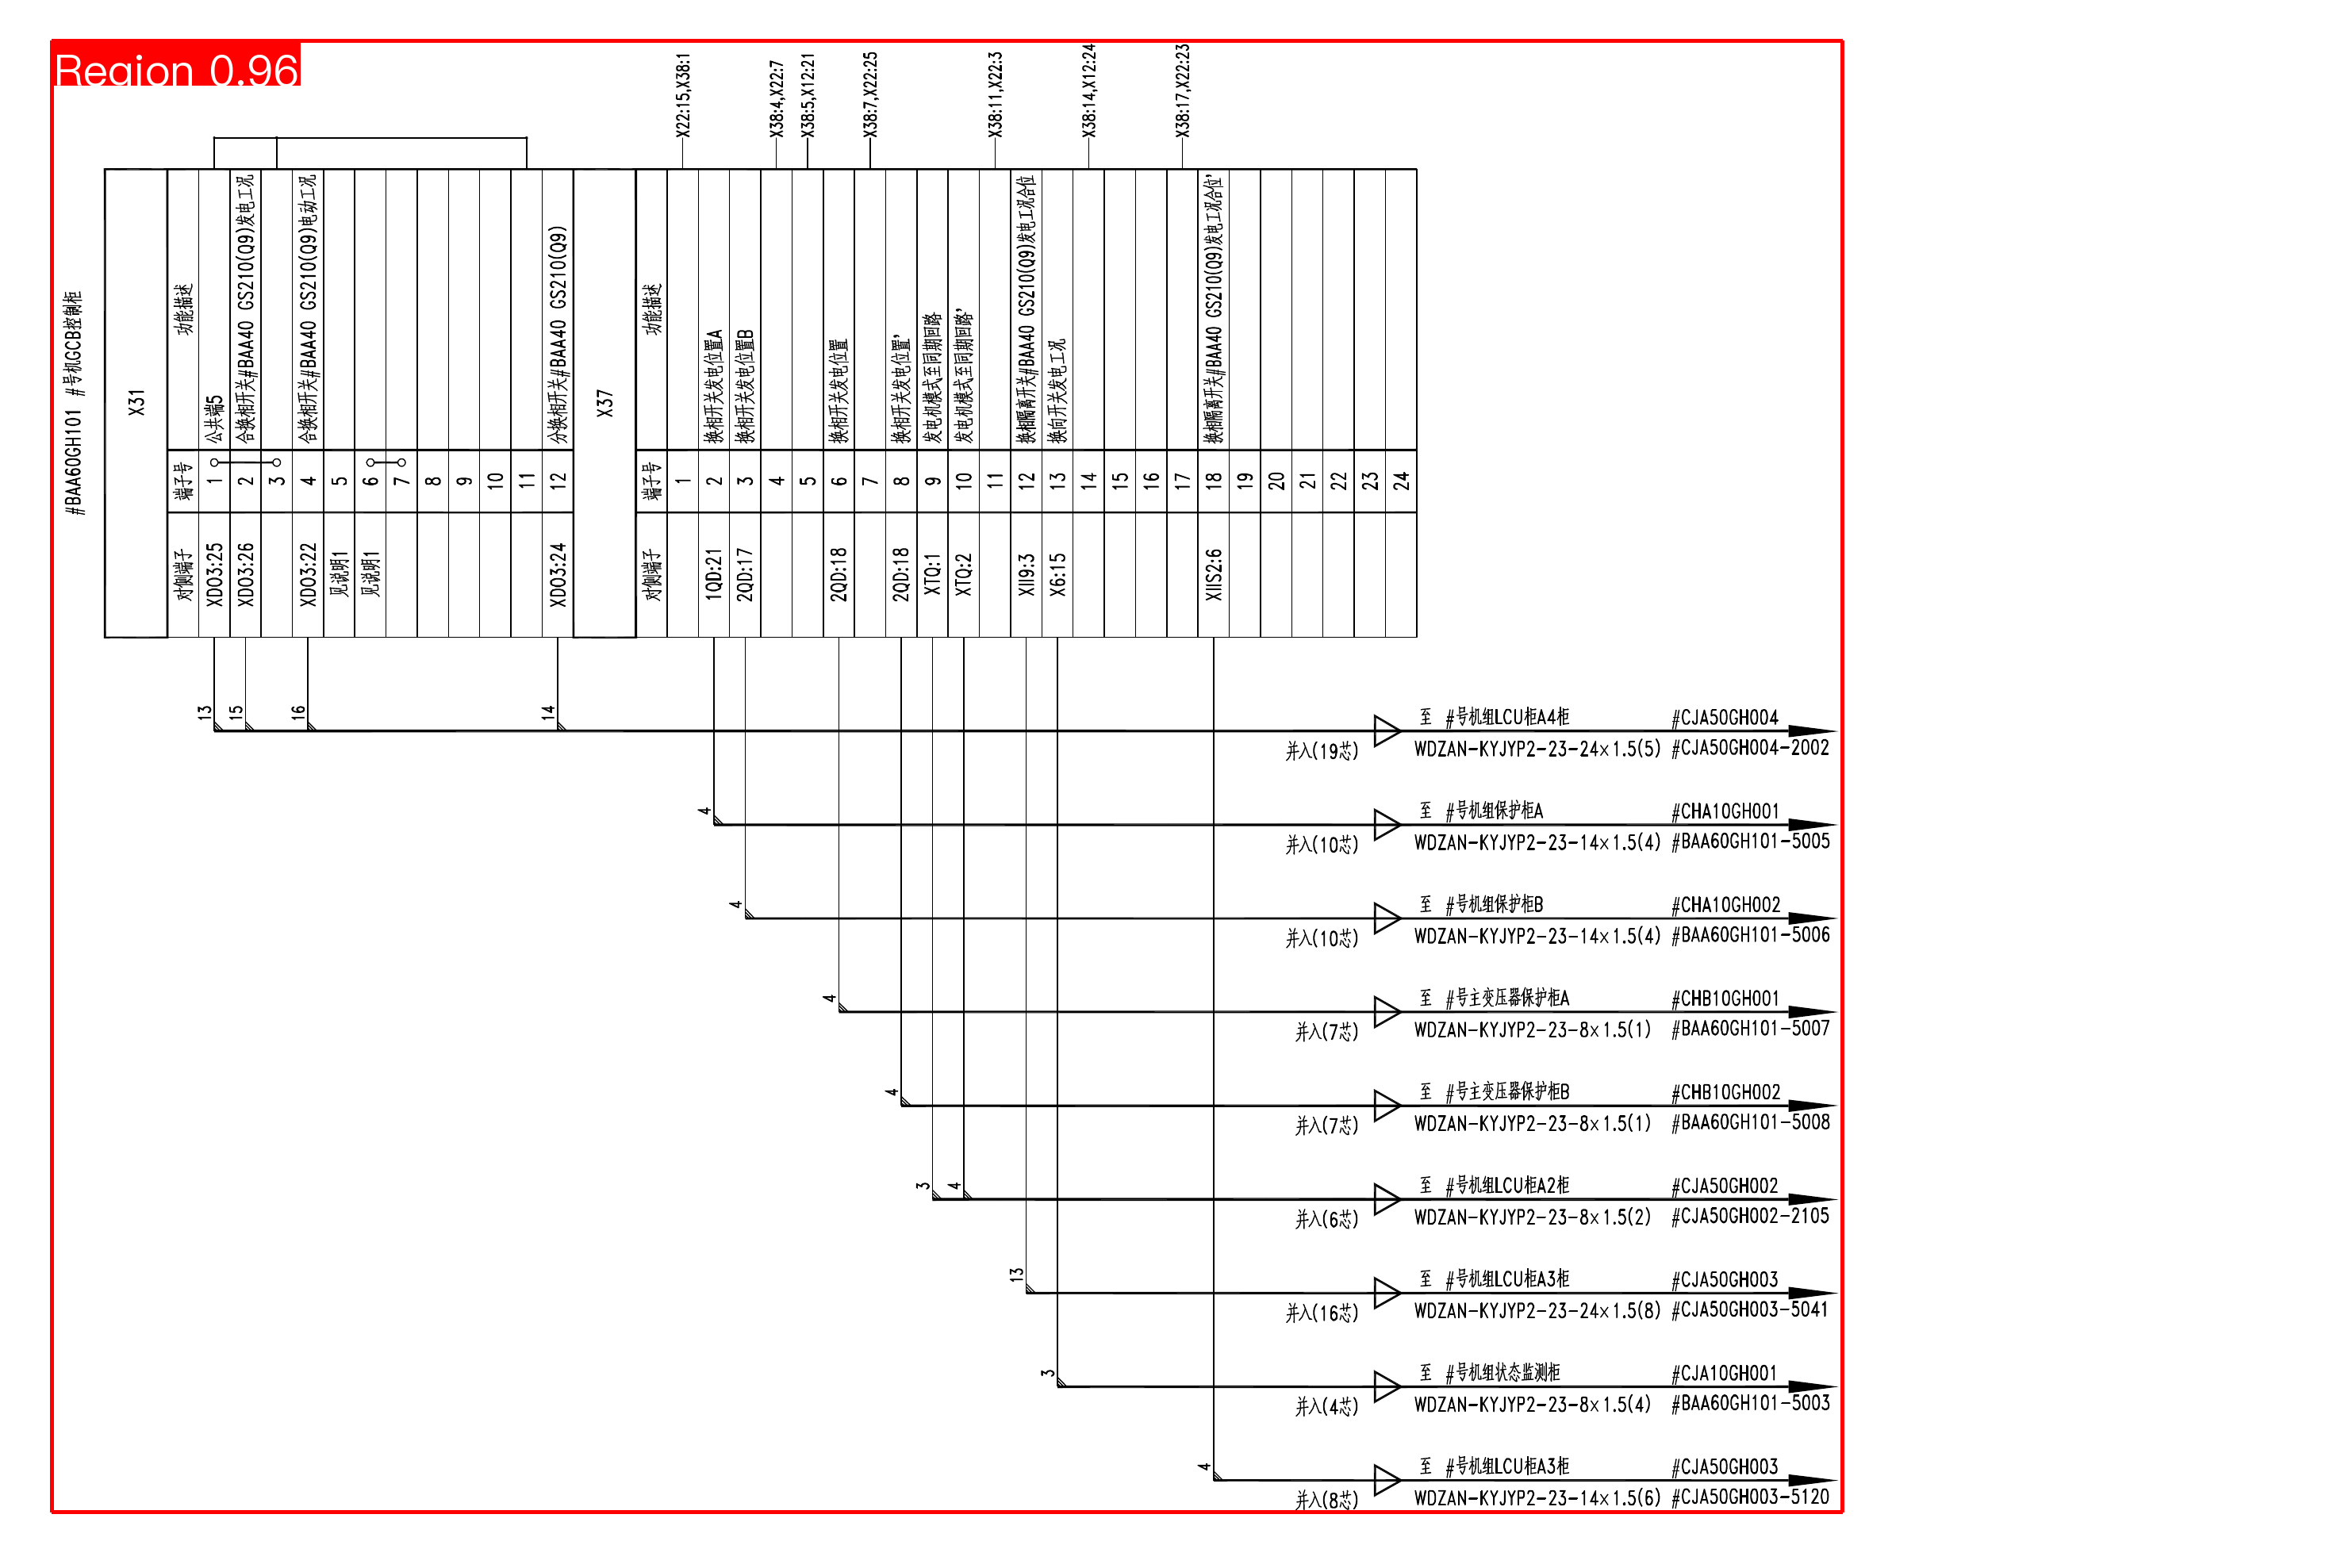 Region 0.96
#BAA60GH101 #号机GCB控制柜
X22:15,X38:1
X38:4,X22:7
X38:5,X12:21
X38:7,X22:25
X38:11,X22:3
X38:14,X12:24
X38:17,X22:23
X31
功能描述 端子号 对侧端子
公共端5 1 XDO3:25
合换相开关#BAA40 GS210(Q9)发电工况 2 XDO3:26
3
合换相开关#BAA40 GS210(Q9)电动工况 4 XDO3:22
5 见说明1
6 见说明1
7
8
9
10
11
分换相开关#BAA40 GS210(Q9) 12 XDO3:24
X37
功能描述 端子号 对侧端子
1
换相开关发电位置A 2 1QD:21
换相开关发电位置B 3 2QD:17
4
5
换相开关发电位置 6 2QD:18
7
换相开关发电位置' 8 2QD:18
发电机模式至同期回路 9 XTQ:1
发电机模式至同期回路' 10 XTQ:2
11
换相隔离开关#BAA40 GS210(Q9)发电工况合位 12 XII9:3
换向开关发电工况 13 X6:15
14
15
16
17
换相隔离开关#BAA40 GS210(Q9)发电工况合位' 18 XIIS2:6
19
20
21
22
23
24
13 15 16 14
至 #号机组LCU柜A4柜 #CJA50GH004
并入(19芯) WDZAN-KYJYP2-23-24×1.5(5) #CJA50GH004-2002
4
至 #号机组保护柜A #CHA10GH001
并入(10芯) WDZAN-KYJYP2-23-14×1.5(4) #BAA60GH101-5005
4
至 #号机组保护柜B #CHA10GH002
并入(10芯) WDZAN-KYJYP2-23-14×1.5(4) #BAA60GH101-5006
4
至 #号主变压器保护柜A #CHB10GH001
并入(7芯) WDZAN-KYJYP2-23-8×1.5(1) #BAA60GH101-5007
4
至 #号主变压器保护柜B #CHB10GH002
并入(7芯) WDZAN-KYJYP2-23-8×1.5(1) #BAA60GH101-5008
3 4
至 #号机组LCU柜A2柜 #CJA50GH002
并入(6芯) WDZAN-KYJYP2-23-8×1.5(2) #CJA50GH002-2105
13
至 #号机组LCU柜A3柜 #CJA50GH003
并入(16芯) WDZAN-KYJYP2-23-24×1.5(8) #CJA50GH003-5041
3
至 #号机组状态监测柜 #CJA10GH001
并入(4芯) WDZAN-KYJYP2-23-8×1.5(4) #BAA60GH101-5003
4
至 #号机组LCU柜A3柜 #CJA50GH003
并入(8芯) WDZAN-KYJYP2-23-14×1.5(6) #CJA50GH003-5120